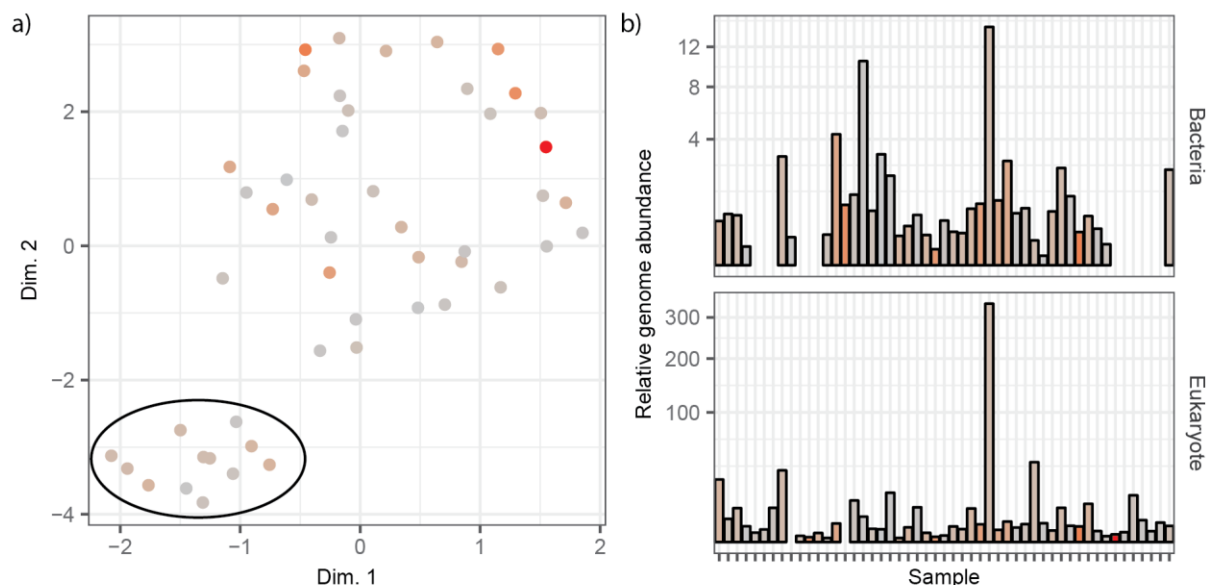 a)
2
0
−2
−4
Dim. 2
−2
−1
0
1
2
Dim. 1
b)
12
8
4
Bacteria
300
200
100
Eukaryote
Relative genome abundance
Sample